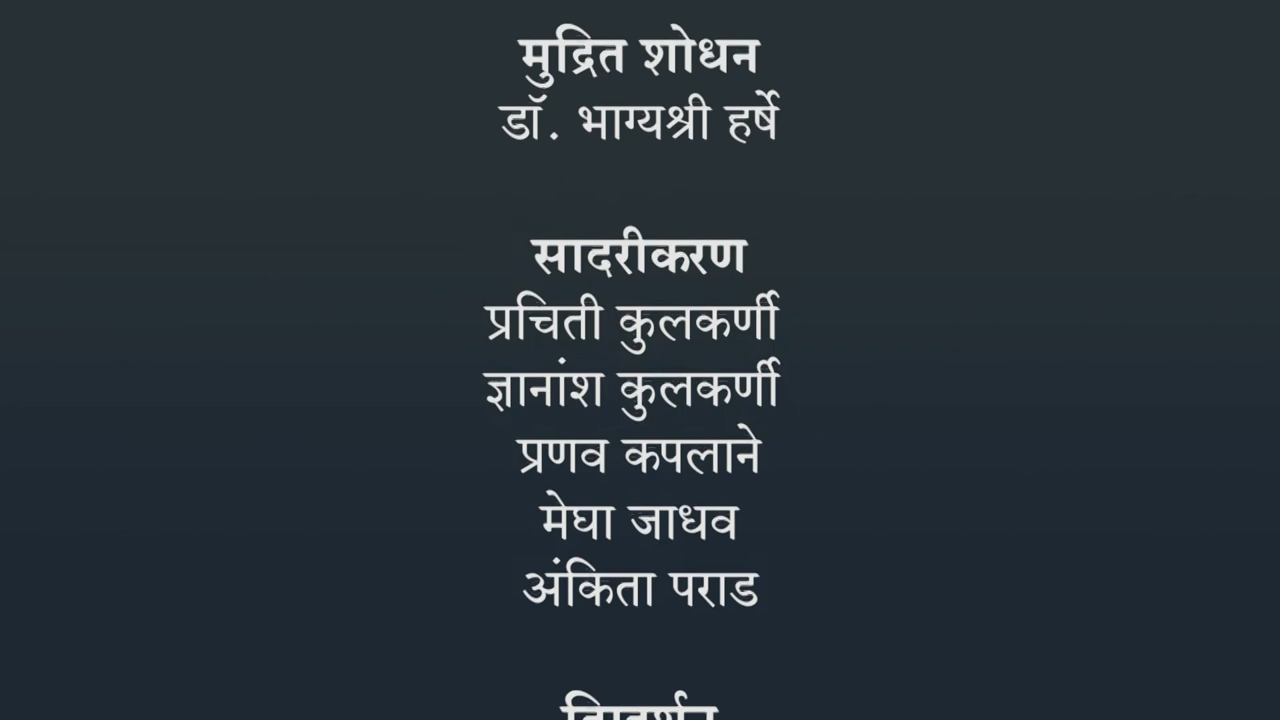 मुद्रित शोधन
डॉ. भाग्यश्री हर्षे
सादरीकरण
प्रचिती कुलकर्णी
ज्ञानांश कुलकर्णी
प्रणव कपलाने
मेघा जाधव
अंकिता पराड